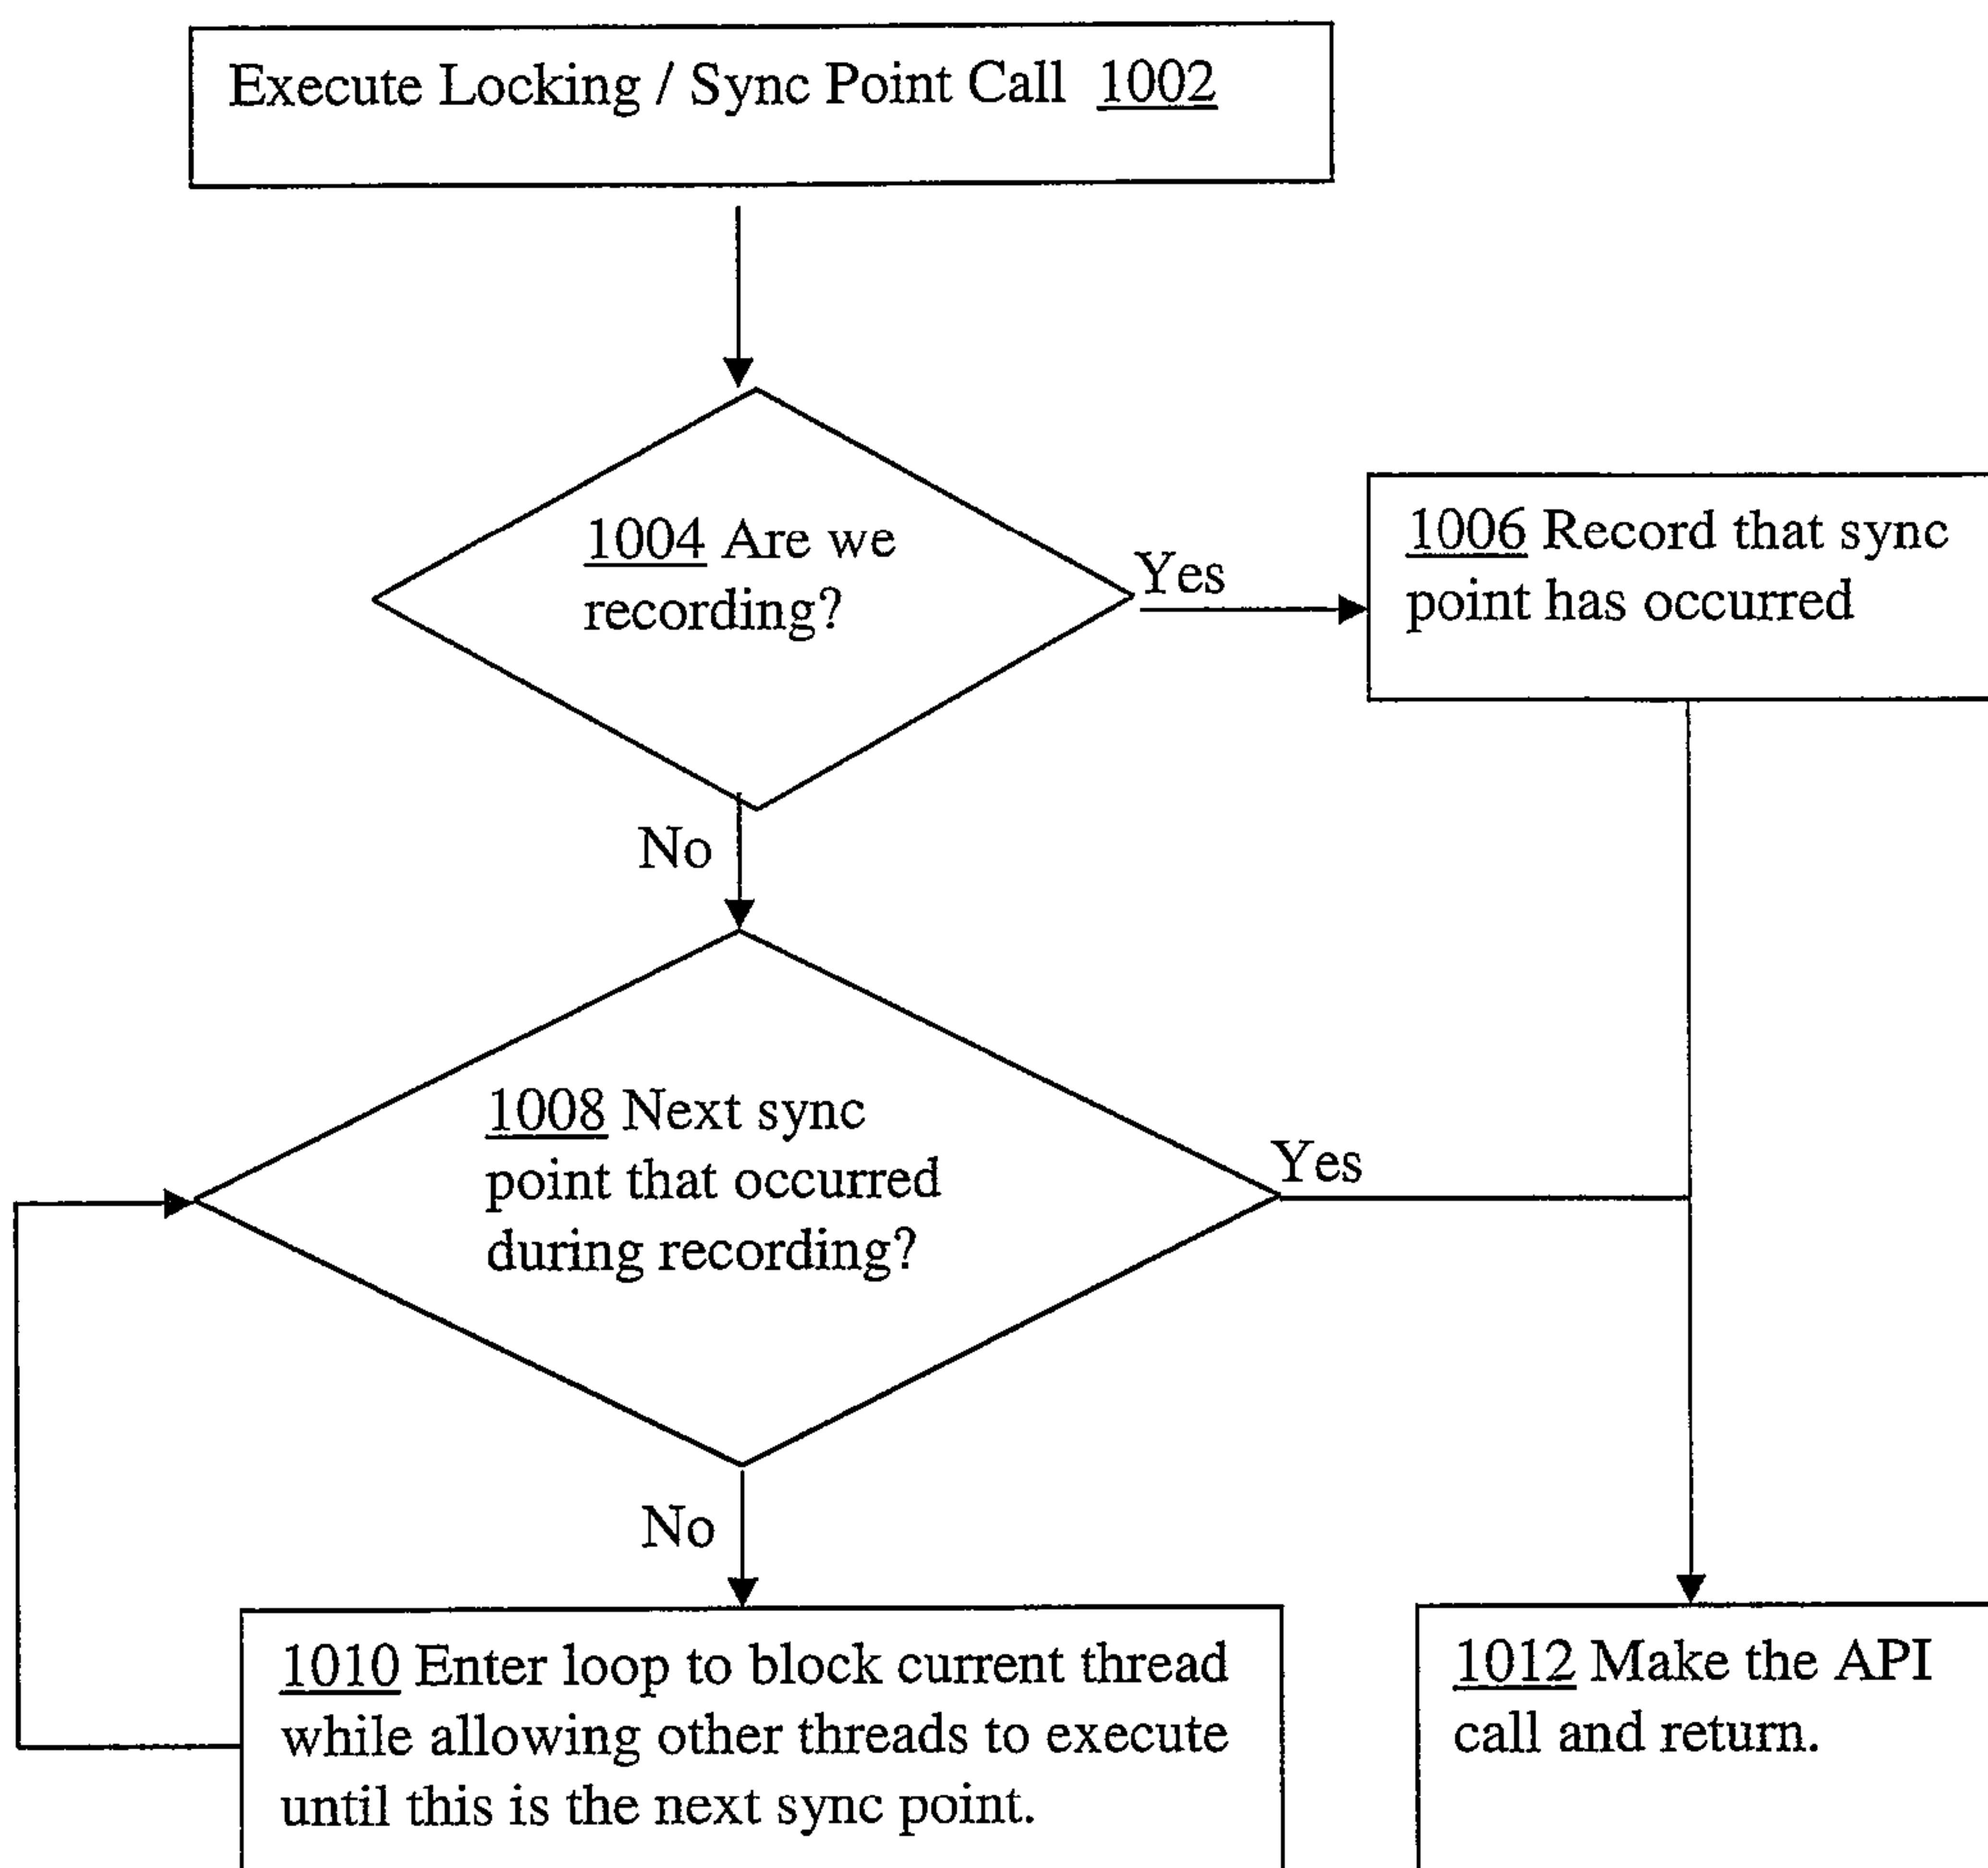 Execute Locking / Sync Point Call 1002
1004 Are we
recording?
Yes
1006 Record that sync
point has occurred
No
1008 Next sync
point that occurred
during recording?
Yes
No
1010 Enter loop to block current thread
while allowing other threads to execute
until this is the next sync point.
1012 Make the API
call and return.